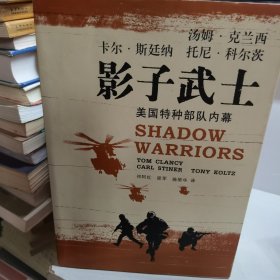 汤姆·克兰西
卡尔·斯廷纳 托尼·科尔茨
影子武士
美国特种部队内幕
SHADOW
WARRIORS
TOM CLANCY
CARL STINER TONY KOLTZ